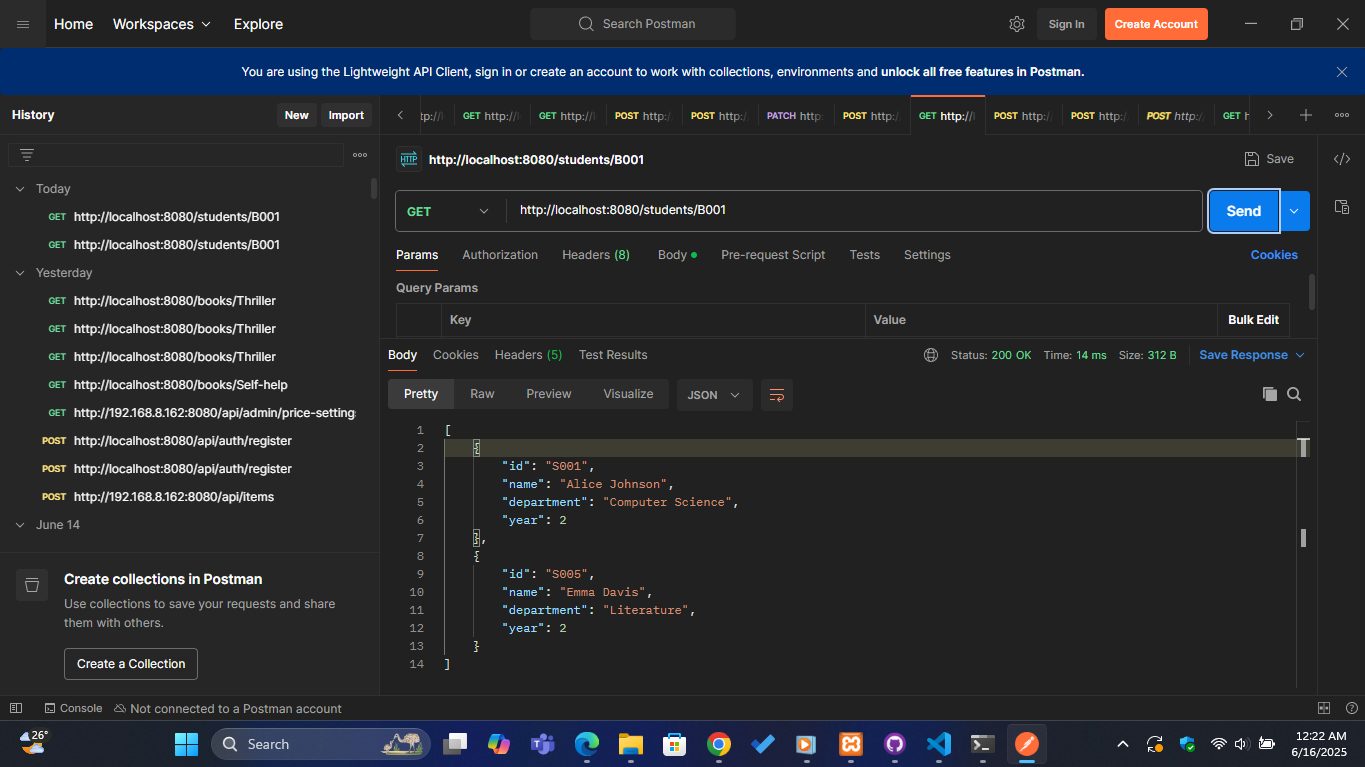 Home Workspaces Explore Search Postman Sign In Create Account
You are using the Lightweight API Client, sign in or create an account to work with collections, environments and unlock all free features in Postman.
History New Import
GET http://l GET http://l POST http:/ POST http:/ PATCH http: POST http:/ GET http://l POST http:/ POST http:/ POST http:/ GET
http://localhost:8080/students/B001 Save
GET http://localhost:8080/students/B001 Send
Params Authorization Headers (8) Body Pre-request Script Tests Settings Cookies
Query Params
Key Value Bulk Edit
Today
GET http://localhost:8080/students/B001
GET http://localhost:8080/students/B001
Yesterday
GET http://localhost:8080/books/Thriller
GET http://localhost:8080/books/Thriller
GET http://localhost:8080/books/Thriller
GET http://localhost:8080/books/Self-help
GET http://192.168.8.162:8080/api/admin/price-setting
POST http://localhost:8080/api/auth/register
POST http://localhost:8080/api/auth/register
POST http://192.168.8.162:8080/api/items
June 14
Create collections in Postman
Use collections to save your requests and share
them with others.
Create a Collection
Body Cookies Headers (5) Test Results Status: 200 OK Time: 14 ms Size: 312 B Save Response
Pretty Raw Preview Visualize JSON
1 [
2 {
3 "id": "S001",
4 "name": "Alice Johnson",
5 "department": "Computer Science",
6 "year": 2
7 },
8 {
9 "id": "S005",
10 "name": "Emma Davis",
11 "department": "Literature",
12 "year": 2
13 }
14 ]
Console Not connected to a Postman account
26° Search 12:22 AM
6/16/2025